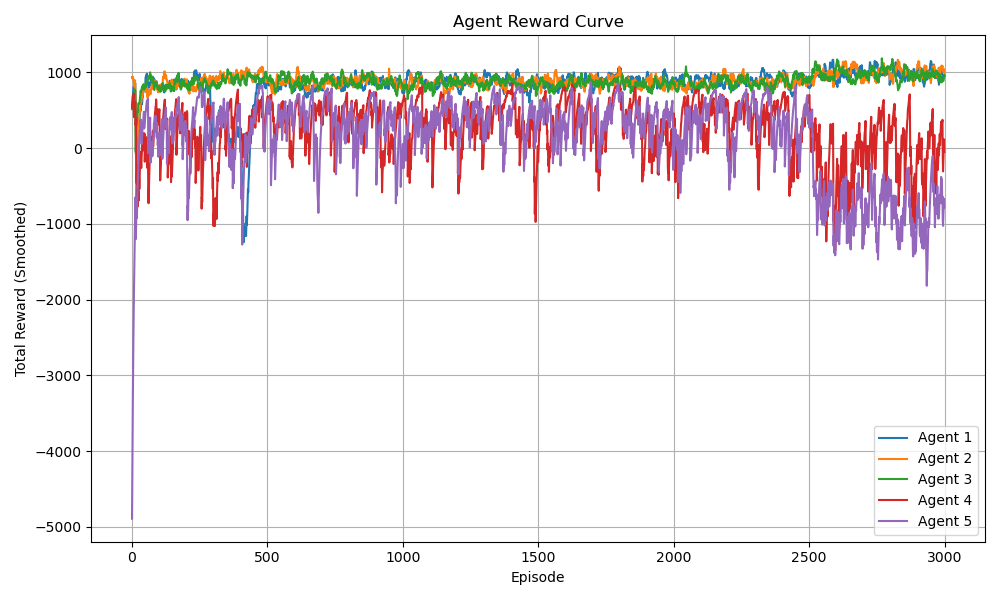 Agent Reward Curve
Total Reward (Smoothed)
1000
0
−1000
−2000
−3000
−4000
−5000
0 500 1000 1500 2000 2500 3000
Episode
Agent 1
Agent 2
Agent 3
Agent 4
Agent 5